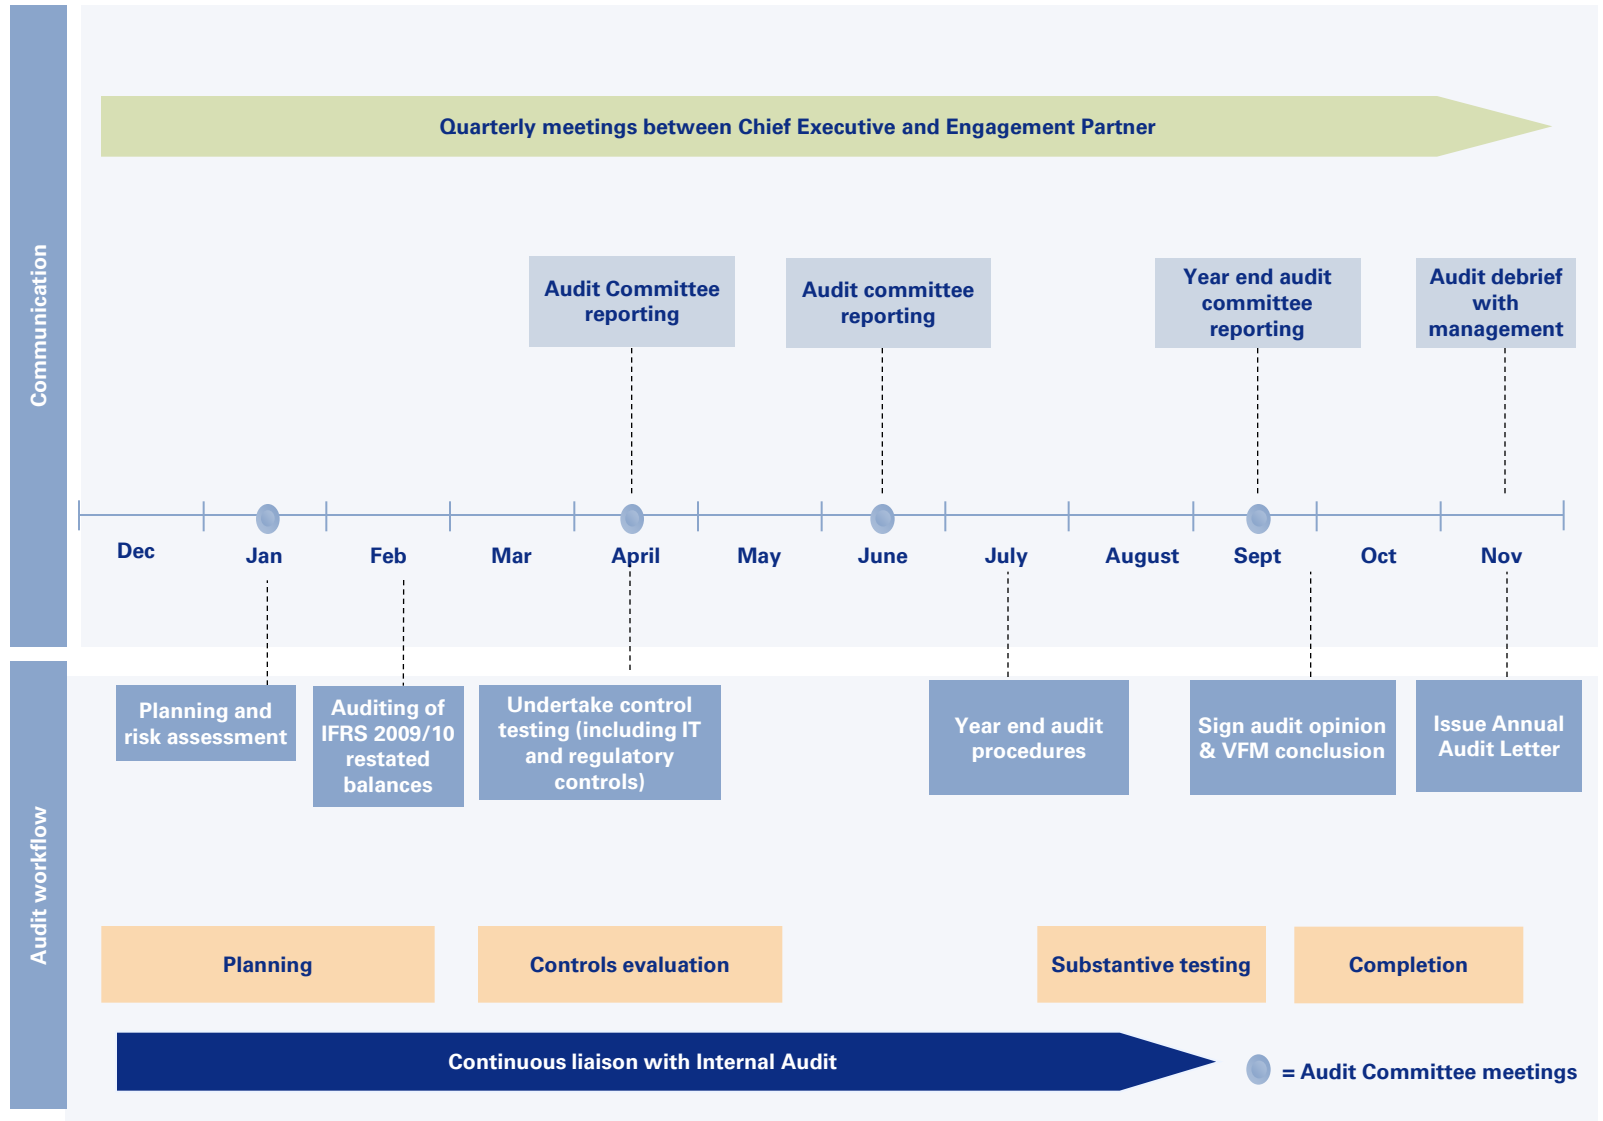 Communication
Quarterly meetings between Chief Executive and Engagement Partner
Audit Committee
reporting
Audit committee
reporting
Year end audit
committee
reporting
Audit debrief
with
management
Dec
Jan
Feb
Mar
April
May
June
July
August
Sept
Oct
Nov
Audit workflow
Planning and
risk assessment
Auditing of
IFRS 2009/10
restated
balances
Undertake control
testing (including IT
and regulatory
controls)
Year end audit
procedures
Sign audit opinion
& VFM conclusion
Issue Annual
Audit Letter
Planning
Controls evaluation
Substantive testing
Completion
Continuous liaison with Internal Audit
= Audit Committee meetings